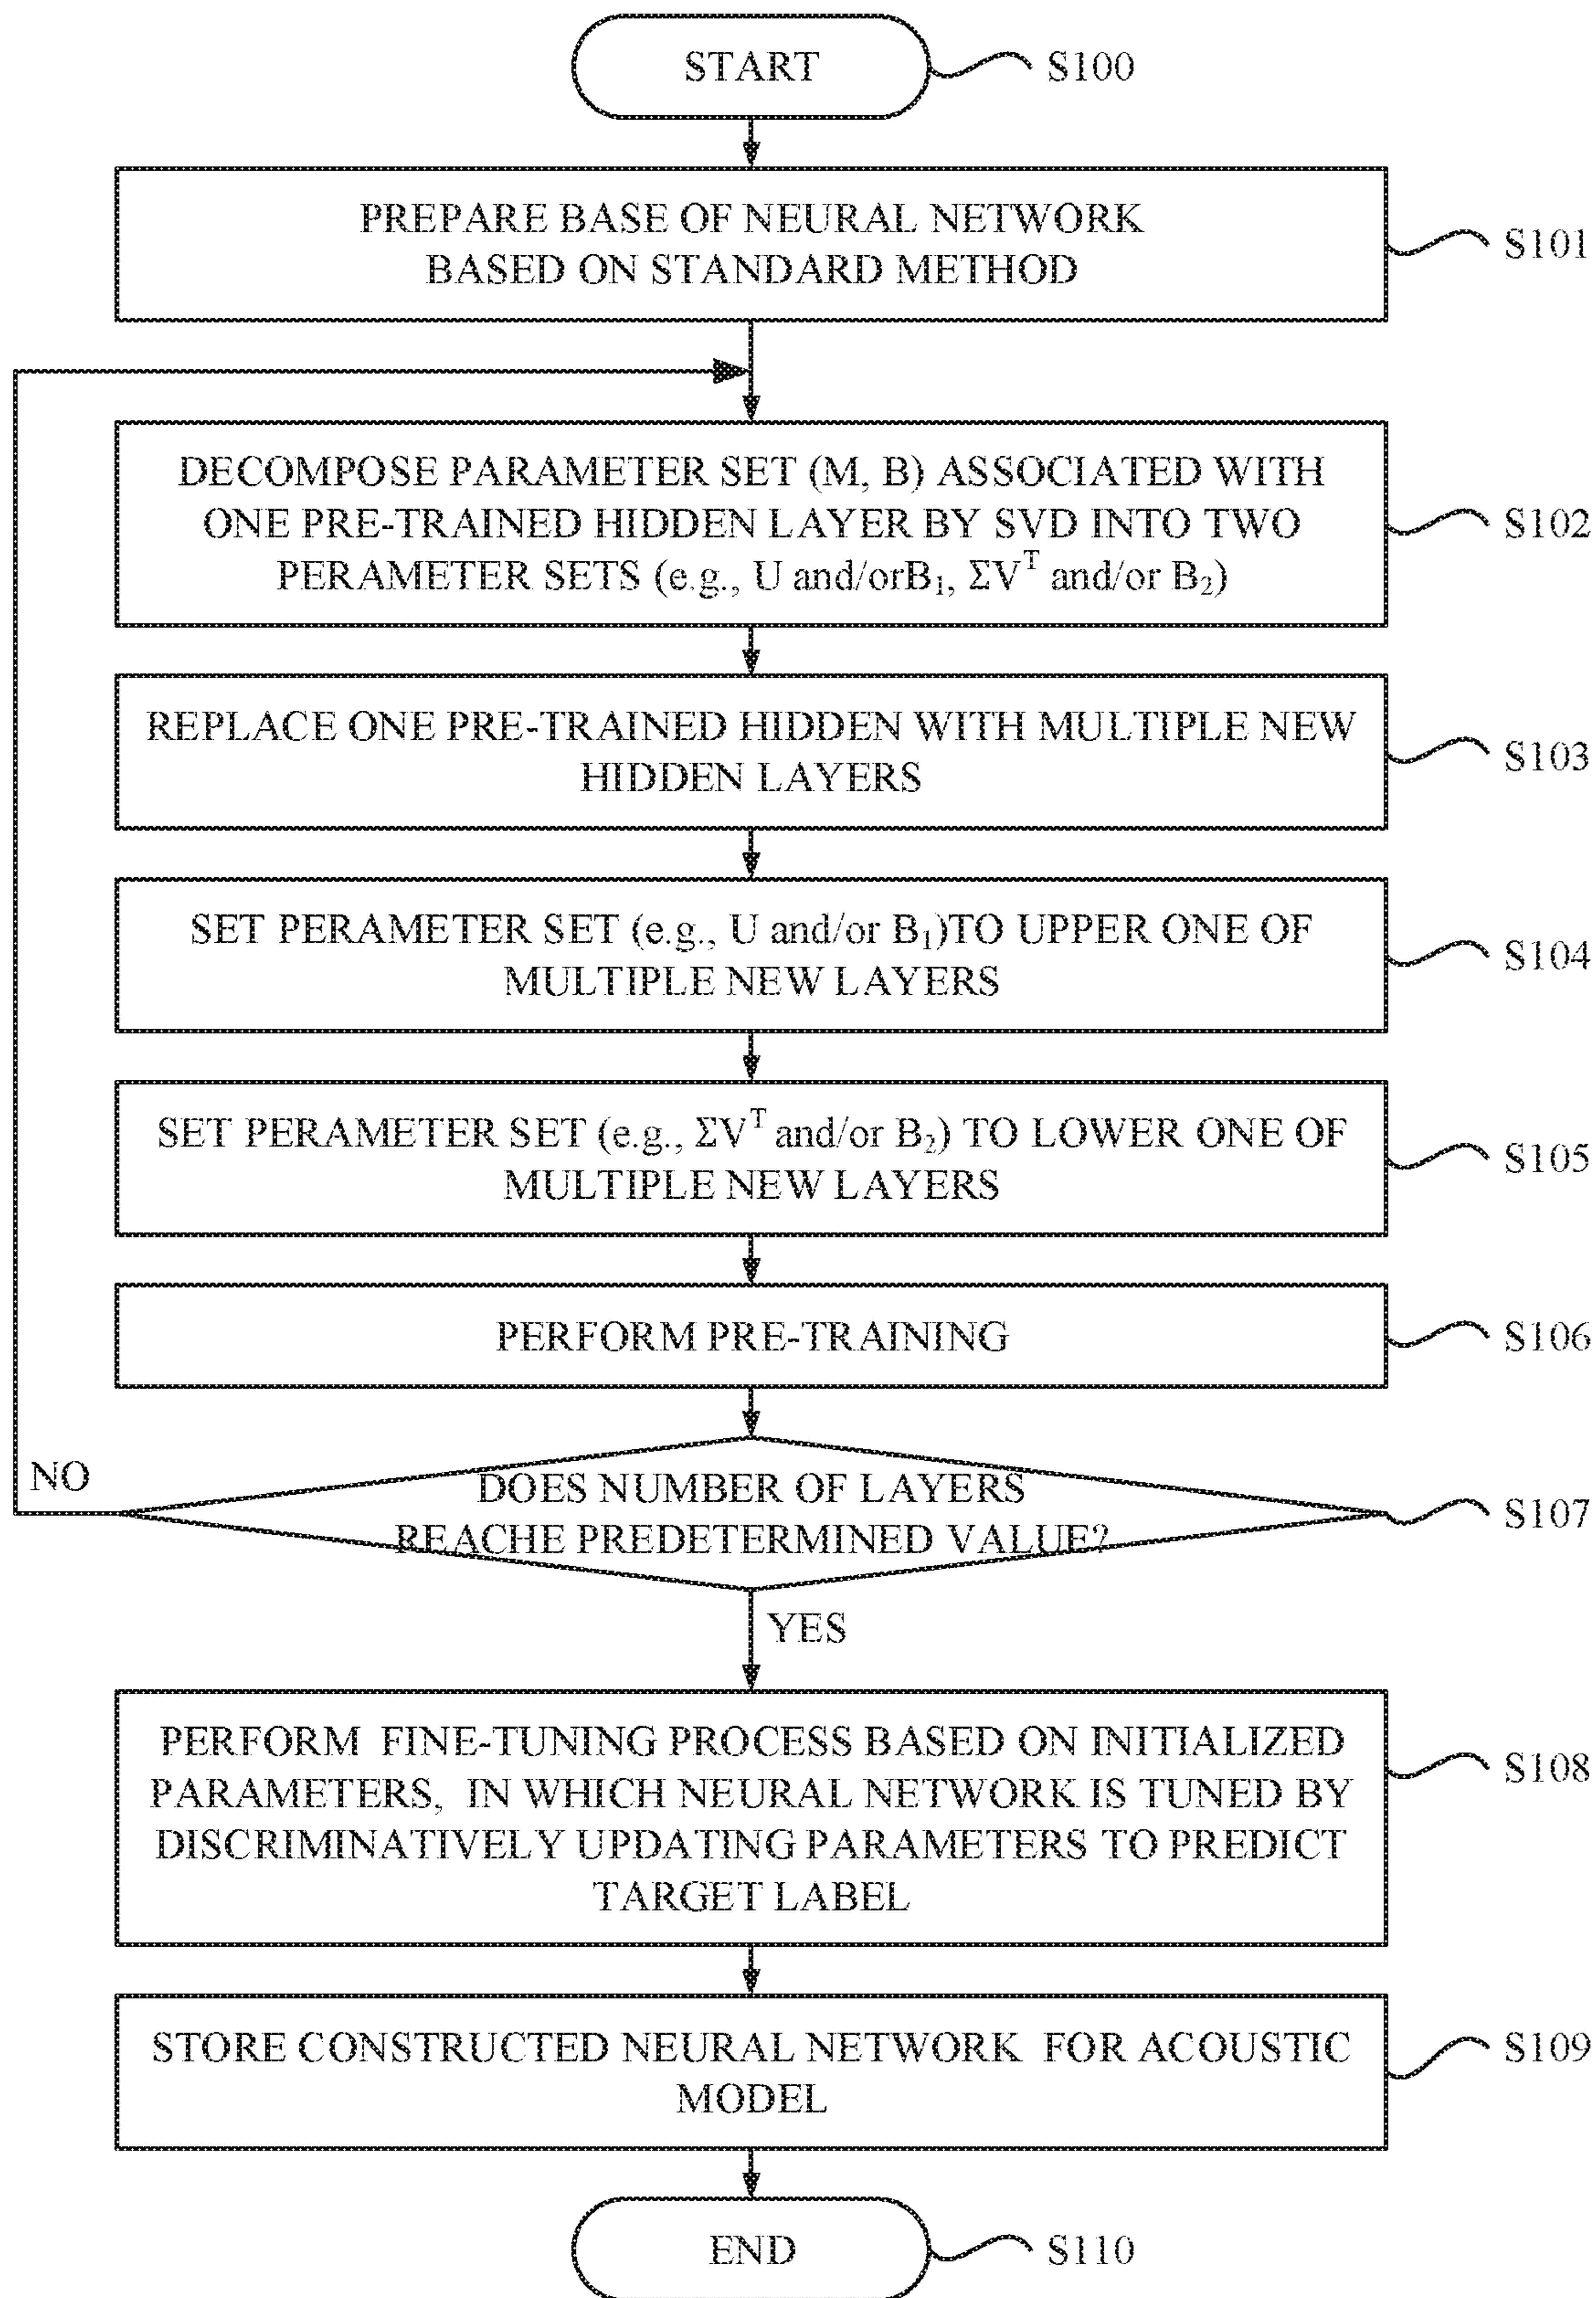 START
S100
PREPARE BASE OF NEURAL NETWORK
BASED ON STANDARD METHOD
S101
DECOMPOSE PARAMETER SET (M, B) ASSOCIATED WITH
ONE PRE-TRAINED HIDDEN LAYER BY SVD INTO TWO
PERAMETER SETS (e.g., U and/orB₁, ΣVᵀ and/or B₂)
S102
REPLACE ONE PRE-TRAINED HIDDEN WITH MULTIPLE NEW
HIDDEN LAYERS
S103
SET PERAMETER SET (e.g., U and/or B₁)TO UPPER ONE OF
MULTIPLE NEW LAYERS
S104
SET PERAMETER SET (e.g., ΣVᵀ and/or B₂) TO LOWER ONE OF
MULTIPLE NEW LAYERS
S105
PERFORM PRE-TRAINING
S106
NO
DOES NUMBER OF LAYERS
REACHE PREDETERMINED VALUE?
S107
YES
PERFORM FINE-TUNING PROCESS BASED ON INITIALIZED
PARAMETERS, IN WHICH NEURAL NETWORK IS TUNED BY
DISCRIMINATIVELY UPDATING PARAMETERS TO PREDICT
TARGET LABEL
S108
STORE CONSTRUCTED NEURAL NETWORK FOR ACOUSTIC
MODEL
S109
END
S110